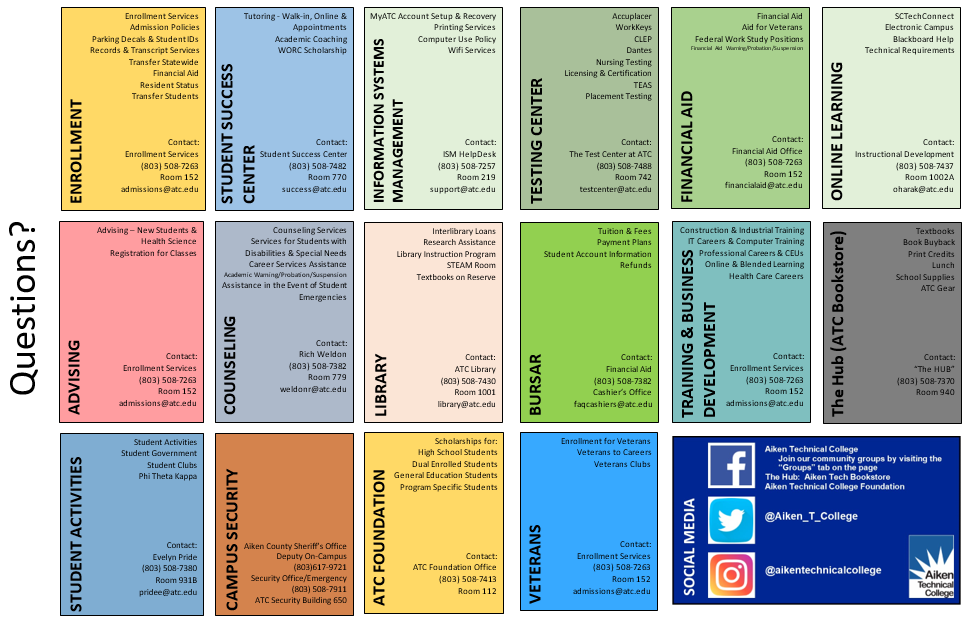 Questions?
ENROLLMENT
Enrollment Services
Admission Policies
Parking Decals & Student IDs
Records & Transcript Services
Transfer Statewide
Financial Aid
Resident Status
Transfer Students
Contact:
Enrollment Services
(803) 508-7263
Room 152
admissions@atc.edu
STUDENT SUCCESS
CENTER
Tutoring - Walk-in, Online &
Appointments
Academic Coaching
WORC Scholarship
Contact:
Student Success Center
(803) 508-7482
Room 770
success@atc.edu
INFORMATION SYSTEMS
MANAGEMENT
MyATC Account Setup & Recovery
Printing Services
Computer Use Policy
Wifi Services
Contact:
ISM HelpDesk
(803) 508-7257
Room 219
support@atc.edu
TESTING CENTER
Accuplacer
WorkKeys
CLEP
Dantes
Nursing Testing
Licensing & Certification
TEAS
Placement Testing
Contact:
The Test Center at ATC
(803) 508-7488
Room 742
testcenter@atc.edu
FINANCIAL AID
Financial Aid
Aid for Veterans
Federal Work Study Positions
Financial Aid Warning/Probation/Suspension
Contact:
Financial Aid Office
(803) 508-7263
Room 152
financialaid@atc.edu
ONLINE LEARNING
SCTechConnect
Electronic Campus
Blackboard Help
Technical Requirements
Contact:
Instructional Development
(803) 508-7437
Room 1002A
oharak@atc.edu
ADVISING
Advising – New Students &
Health Science
Registration for Classes
Contact:
Enrollment Services
(803) 508-7263
Room 152
admissions@atc.edu
COUNSELING
Counseling Services
Services for Students with
Disabilities & Special Needs
Career Services Assistance
Academic Warning/Probation/Suspension
Assistance in the Event of Student
Emergencies
Contact:
Rich Weldon
(803) 508-7382
Room 779
weldonr@atc.edu
LIBRARY
Interlibrary Loans
Research Assistance
Library Instruction Program
STEAM Room
Textbooks on Reserve
Contact:
ATC Library
(803) 508-7430
Room 1001
library@atc.edu
BURSAR
Tuition & Fees
Payment Plans
Student Account Information
Refunds
Contact:
Financial Aid
(803) 508-7382
Cashier's Office
faqcashiers@atc.edu
TRAINING & BUSINESS
DEVELOPMENT
Construction & Industrial Training
IT Careers & Computer Training
Professional Careers & CEUs
Online & Blended Learning
Health Care Careers
Contact:
Enrollment Services
(803) 508-7263
Room 152
admissions@atc.edu
The Hub (ATC Bookstore)
Textbooks
Book Buyback
Print Credits
Lunch
School Supplies
ATC Gear
Contact:
“The HUB”
(803) 508-7370
Room 940
STUDENT ACTIVITIES
Student Activities
Student Government
Student Clubs
Phi Theta Kappa
Contact:
Evelyn Pride
(803) 508-7380
Room 931B
pridee@atc.edu
CAMPUS SECURITY
Aiken County Sheriff's Office
Deputy On-Campus
(803)617-9721
Security Office/Emergency
(803) 508-7911
ATC Security Building 650
ATC FOUNDATION
Scholarships for:
High School Students
Dual Enrolled Students
General Education Students
Program Specific Students
Contact:
ATC Foundation Office
(803) 508-7413
Room 112
VETERANS
Enrollment for Veterans
Veterans to Careers
Veterans Clubs
Contact:
Enrollment Services
(803) 508-7263
Room 152
admissions@atc.edu
SOCIAL MEDIA
Aiken Technical College
Join our community groups by visiting the
"Groups" tab on the page
The Hub: Aiken Tech Bookstore
Aiken Technical College Foundation
@Aiken_T_College
@aikentechnicalcollege
Aiken
Technical
College